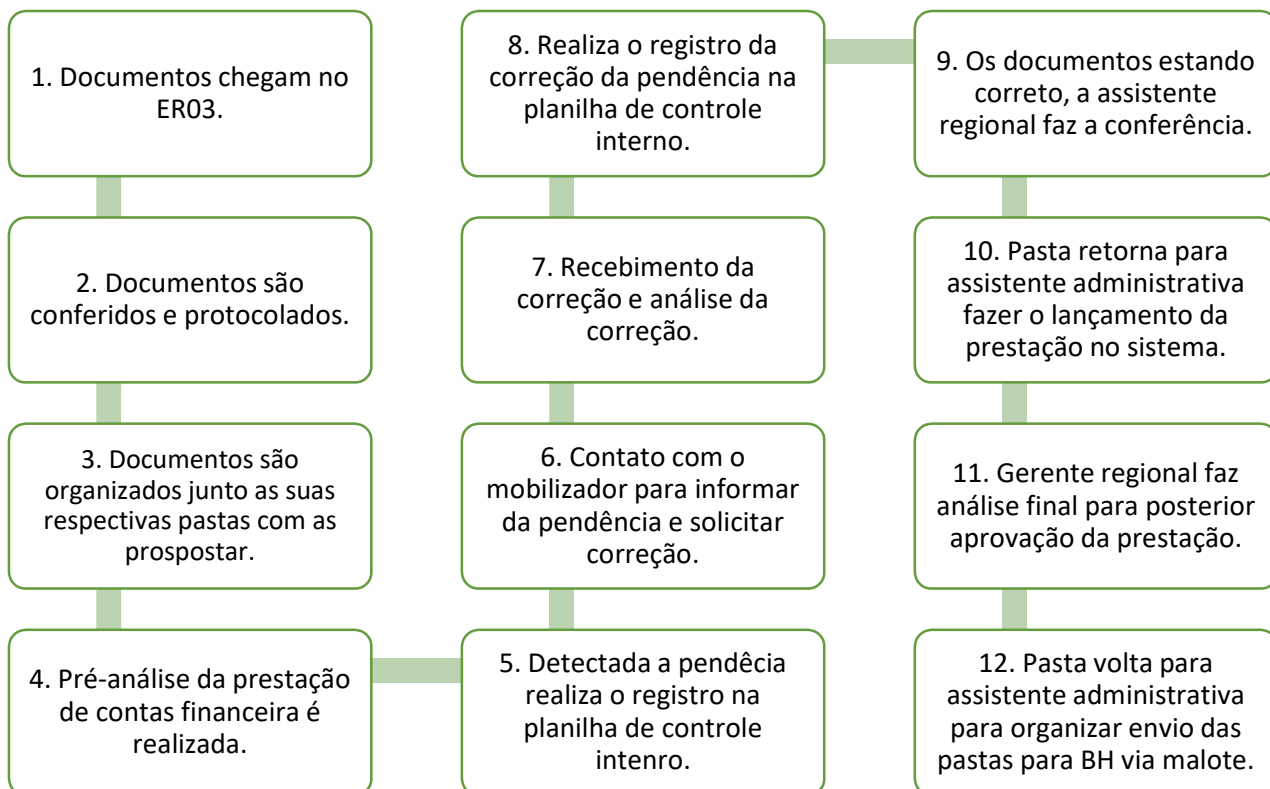 1. Documentos chegam no
ER03.
2. Documentos são
conferidos e protocolados.
3. Documentos são
organizados junto as suas
respectivas pastas com as
prospostar.
4. Pré-análise da prestação
de contas financeira é
realizada.
5. Detectada a pendêcia
realiza o registro na
planilha de controle
intenro.
6. Contato com o
mobilizador para informar
da pendência e solicitar
correção.
7. Recebimento da
correção e análise da
correção.
8. Realiza o registro da
correção da pendência na
planilha de controle
interno.
9. Os documentos estando
correto, a assistente
regional faz a conferência.
10. Pasta retorna para
assistente administrativa
fazer o lançamento da
prestação no sistema.
11. Gerente regional faz
análise final para posterior
aprovação da prestação.
12. Pasta volta para
assistente administrativa
para organizar envio das
pastas para BH via malote.